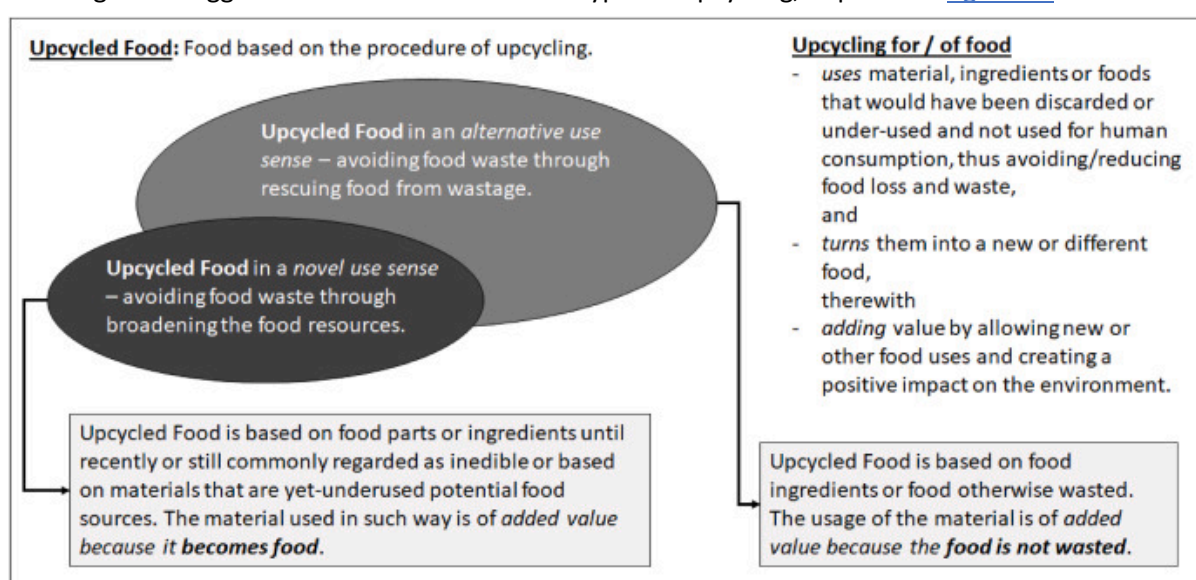 Upcycled Food: Food based on the procedure of upcycling.
Upcycled Food in an alternative use
sense – avoiding food waste through
rescuing food from wastage.
Upcycled Food in a novel use sense
– avoiding food waste through
broadening the food resources.
Upcycling for / of food
- uses material, ingredients or foods
that would have been discarded or
under-used and not used for human
consumption, thus avoiding/reducing
food loss and waste,
and
- turns them into a new or different
food,
therewith
- adding value by allowing new or
other food uses and creating a
positive impact on the environment.
Upcycled Food is based on food parts or ingredients until
recently or still commonly regarded as inedible or based
on materials that are yet-underused potential food
sources. The material used in such way is of added value
because it becomes food.
Upcycled Food is based on food
ingredients or food otherwise wasted.
The usage of the material is of added
value because the food is not wasted.